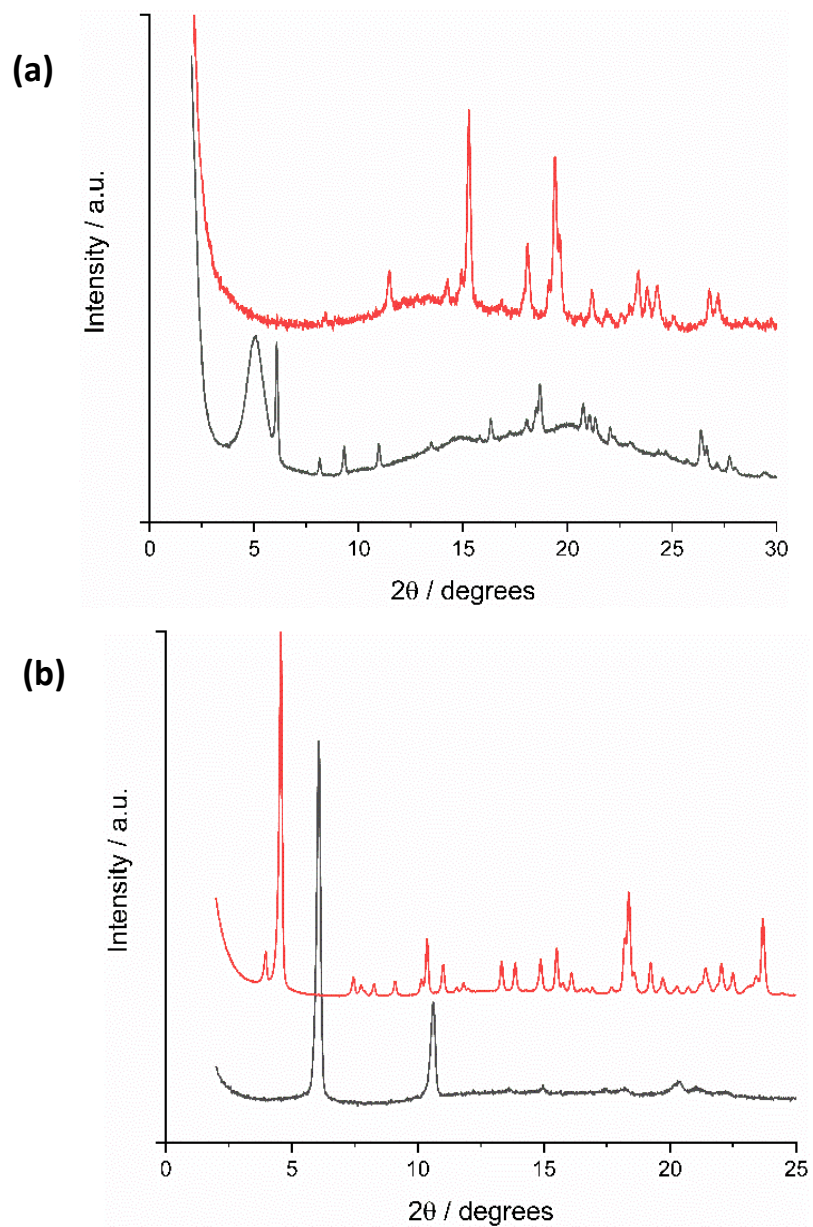 (a)
Intensity / a.u.
0 5 10 15 20 25 30
2θ / degrees
(b)
Intensity / a.u.
0 5 10 15 20 25
2θ / degrees